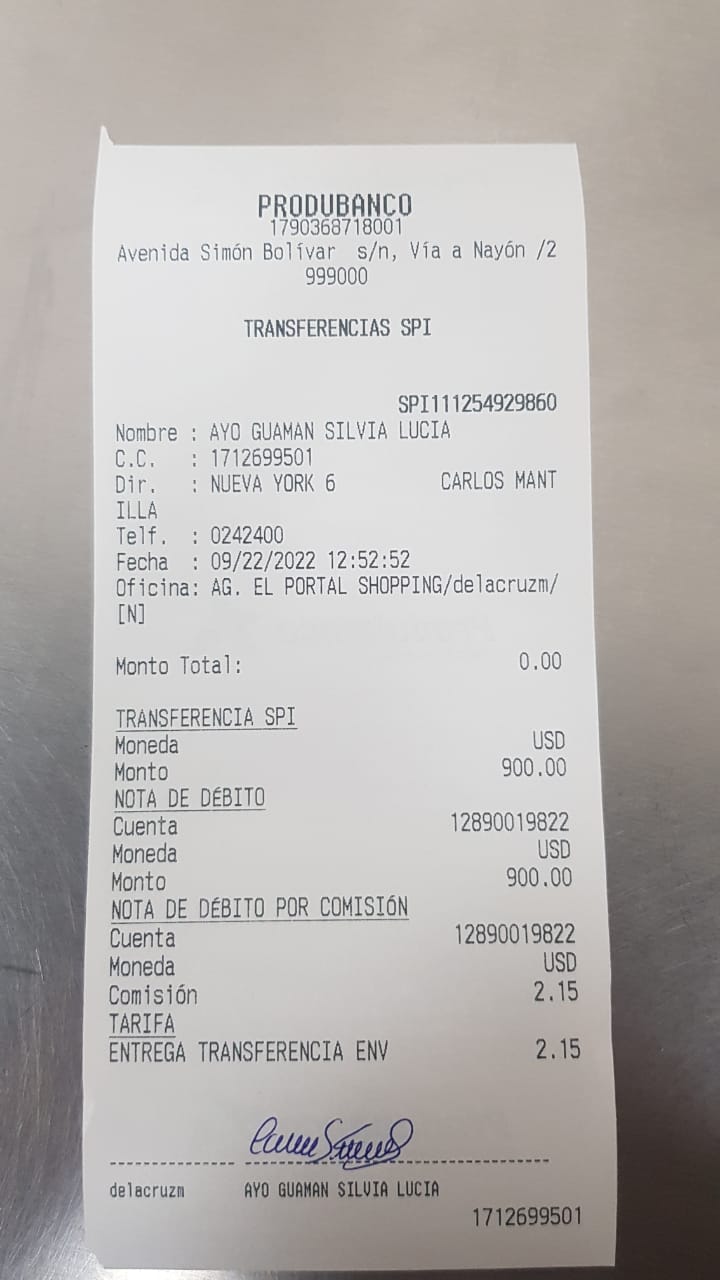 PRODUBANCO
1790368718001
Avenida Simón Bolívar s/n, Vía a Nayón /2
999000
TRANSFERENCIAS SPI
SPI111254929860
Nombre : AYO GUAMAN SILVIA LUCIA
C.C. : 1712699501
Dir. : NUEVA YORK 6 CARLOS MANT
ILLA
Telf. : 0242400
Fecha : 09/22/2022 12:52:52
Oficina: AG. EL PORTAL SHOPPING/delacruzm/
[N]
Monto Total: 0.00
TRANSFERENCIA SPI
Moneda USD
Monto 900.00
NOTA DE DÉBITO
Cuenta 12890019822
Moneda USD
Monto 900.00
NOTA DE DÉBITO POR COMISIÓN
Cuenta 12890019822
Moneda USD
Comisión 2.15
TARIFA
ENTREGA TRANSFERENCIA ENV 2.15
delacruzm AYO GUAMAN SILVIA LUCIA
1712699501